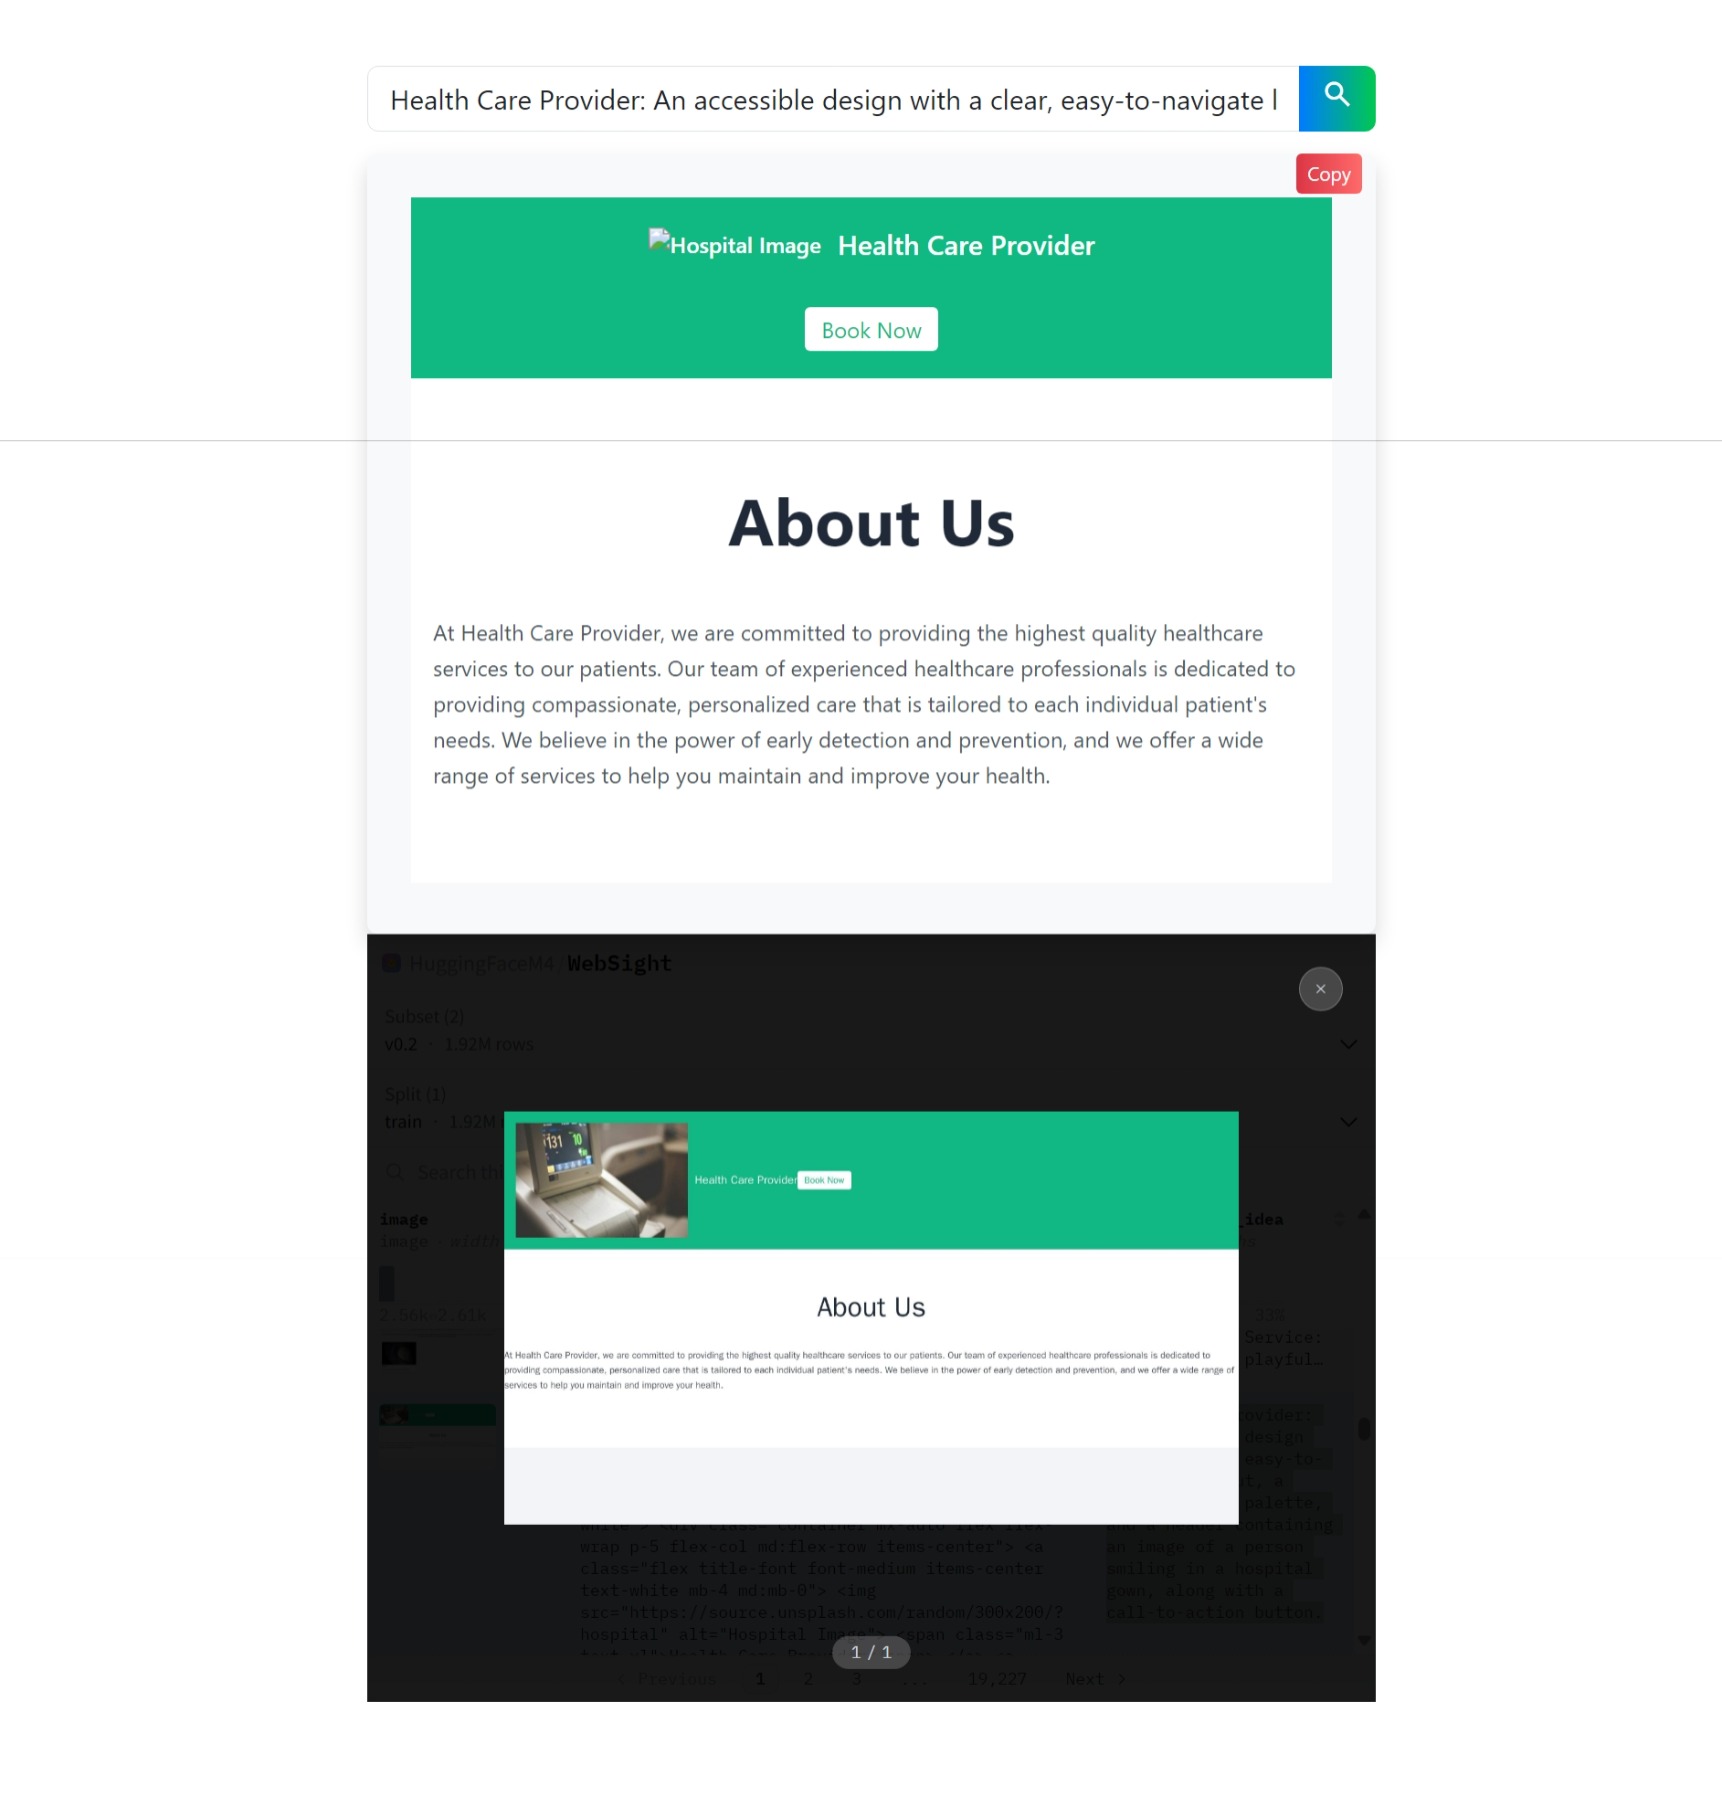 Health Care Provider: An accessible design with a clear, easy-to-navigate l
Copy
Hospital Image Health Care Provider
Book Now
About Us
At Health Care Provider, we are committed to providing the highest quality healthcare
services to our patients. Our team of experienced healthcare professionals is dedicated to
providing compassionate, personalized care that is tailored to each individual patient's
needs. We believe in the power of early detection and prevention, and we offer a wide
range of services to help you maintain and improve your health.
HuggingFaceM4 WebSight
×
Subset (2)
v0.2 · 1.92M rows
Split (1)
train · 1.92M
Search
131 10
Health Care Provider Book Now
image
image · width
_idea
2.56k–2.61k
33%
Service:
playful…
About Us
At Health Care Provider, we are committed to providing the highest quality healthcare services to our patients. Our team of experienced healthcare professionals is dedicated to
providing compassionate, personalized care that is tailored to each individual patient's needs. We believe in the power of early detection and prevention, and we offer a wide range of
services to help you maintain and improve your health.
design
easy-to-
a
palette,
white"> <div class="container mx-auto flex flex-
wrap p-5 flex-col md:flex-row items-center"> <a
class="flex title-font font-medium items-center
text-white mb-4 md:mb-0"> <img
src="https://source.unsplash.com/random/300x200/?
hospital" alt="Hospital Image"> <span class="ml-3
and a header containing
an image of a person
smiling in a hospital
gown, along with a
call-to-action button.
1 / 1
< Previous 1 2 3 ... 19,227 Next >